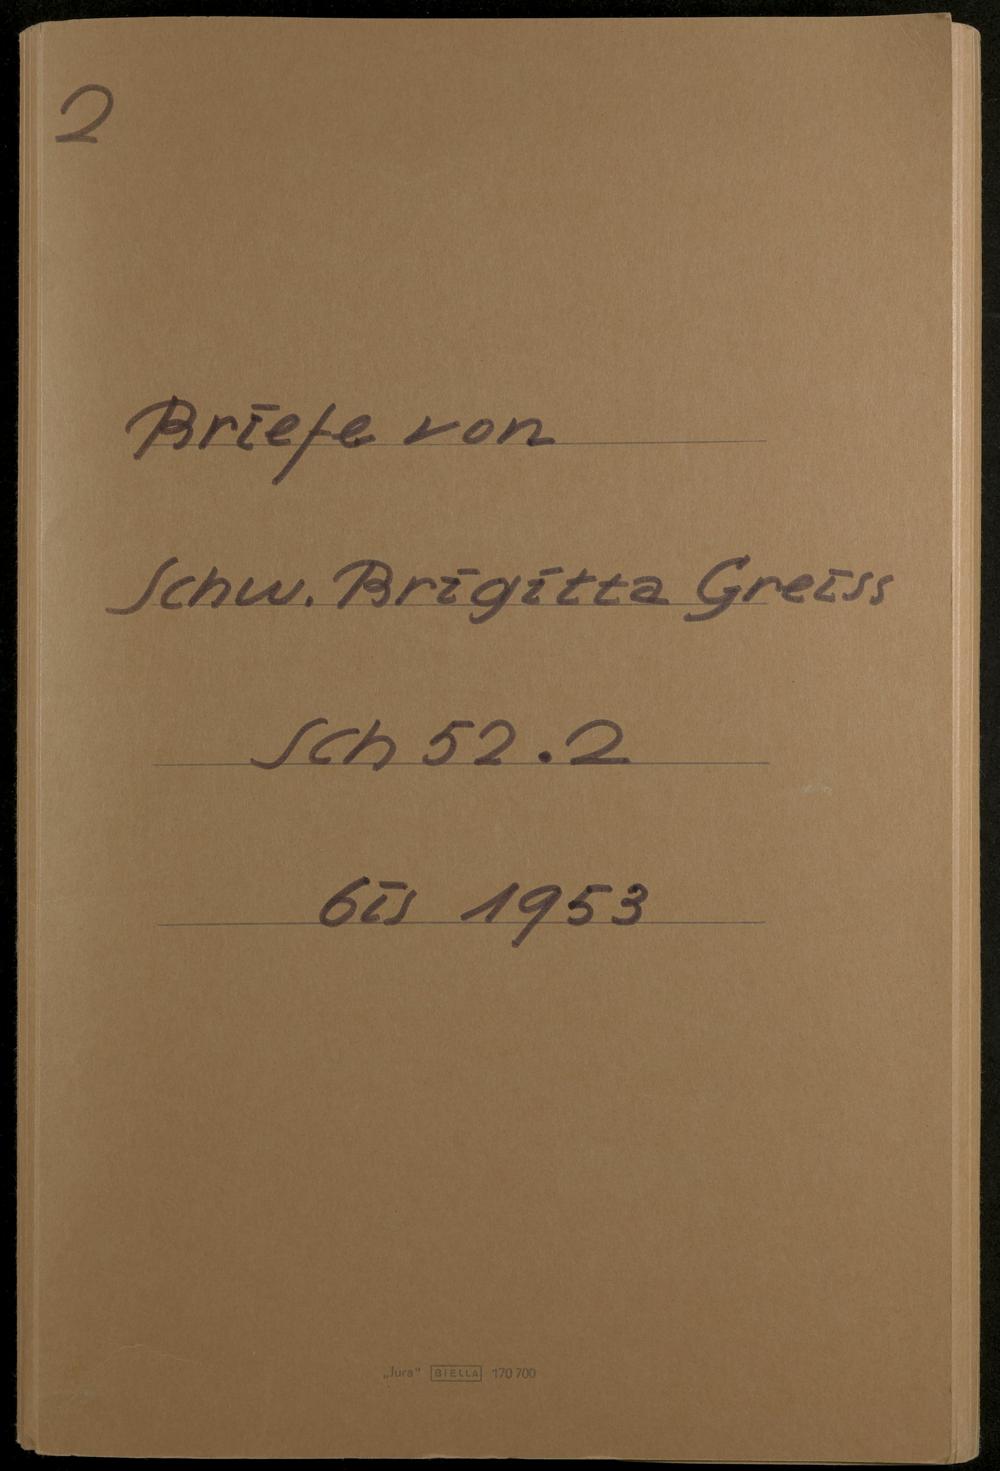 2
Briefe von
Schw. Brigitta Greiss
Sch 52.2
bis 1953
„Jura“ BIELLA 170 700